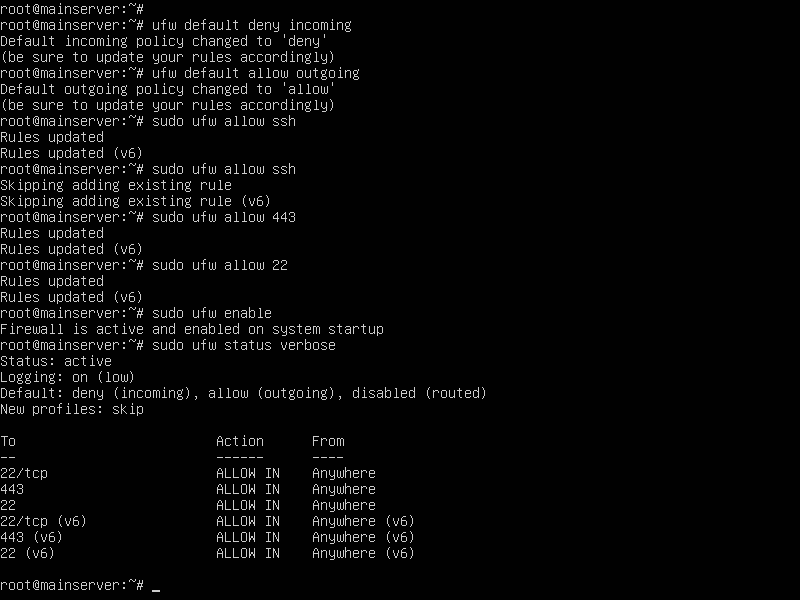 root@mainserver:~#
root@mainserver:~# ufw default deny incoming
Default incoming policy changed to 'deny'
(be sure to update your rules accordingly)
root@mainserver:~# ufw default allow outgoing
Default outgoing policy changed to 'allow'
(be sure to update your rules accordingly)
root@mainserver:~# sudo ufw allow ssh
Rules updated
Rules updated (v6)
root@mainserver:~# sudo ufw allow ssh
Skipping adding existing rule
Skipping adding existing rule (v6)
root@mainserver:~# sudo ufw allow 443
Rules updated
Rules updated (v6)
root@mainserver:~# sudo ufw allow 22
Rules updated
Rules updated (v6)
root@mainserver:~# sudo ufw enable
Firewall is active and enabled on system startup
root@mainserver:~# sudo ufw status verbose
Status: active
Logging: on (low)
Default: deny (incoming), allow (outgoing), disabled (routed)
New profiles: skip

To                         Action      From
--                         ------      ----
22/tcp                     ALLOW IN    Anywhere
443                        ALLOW IN    Anywhere
22                         ALLOW IN    Anywhere
22/tcp (v6)                ALLOW IN    Anywhere (v6)
443 (v6)                   ALLOW IN    Anywhere (v6)
22 (v6)                    ALLOW IN    Anywhere (v6)

root@mainserver:~# _